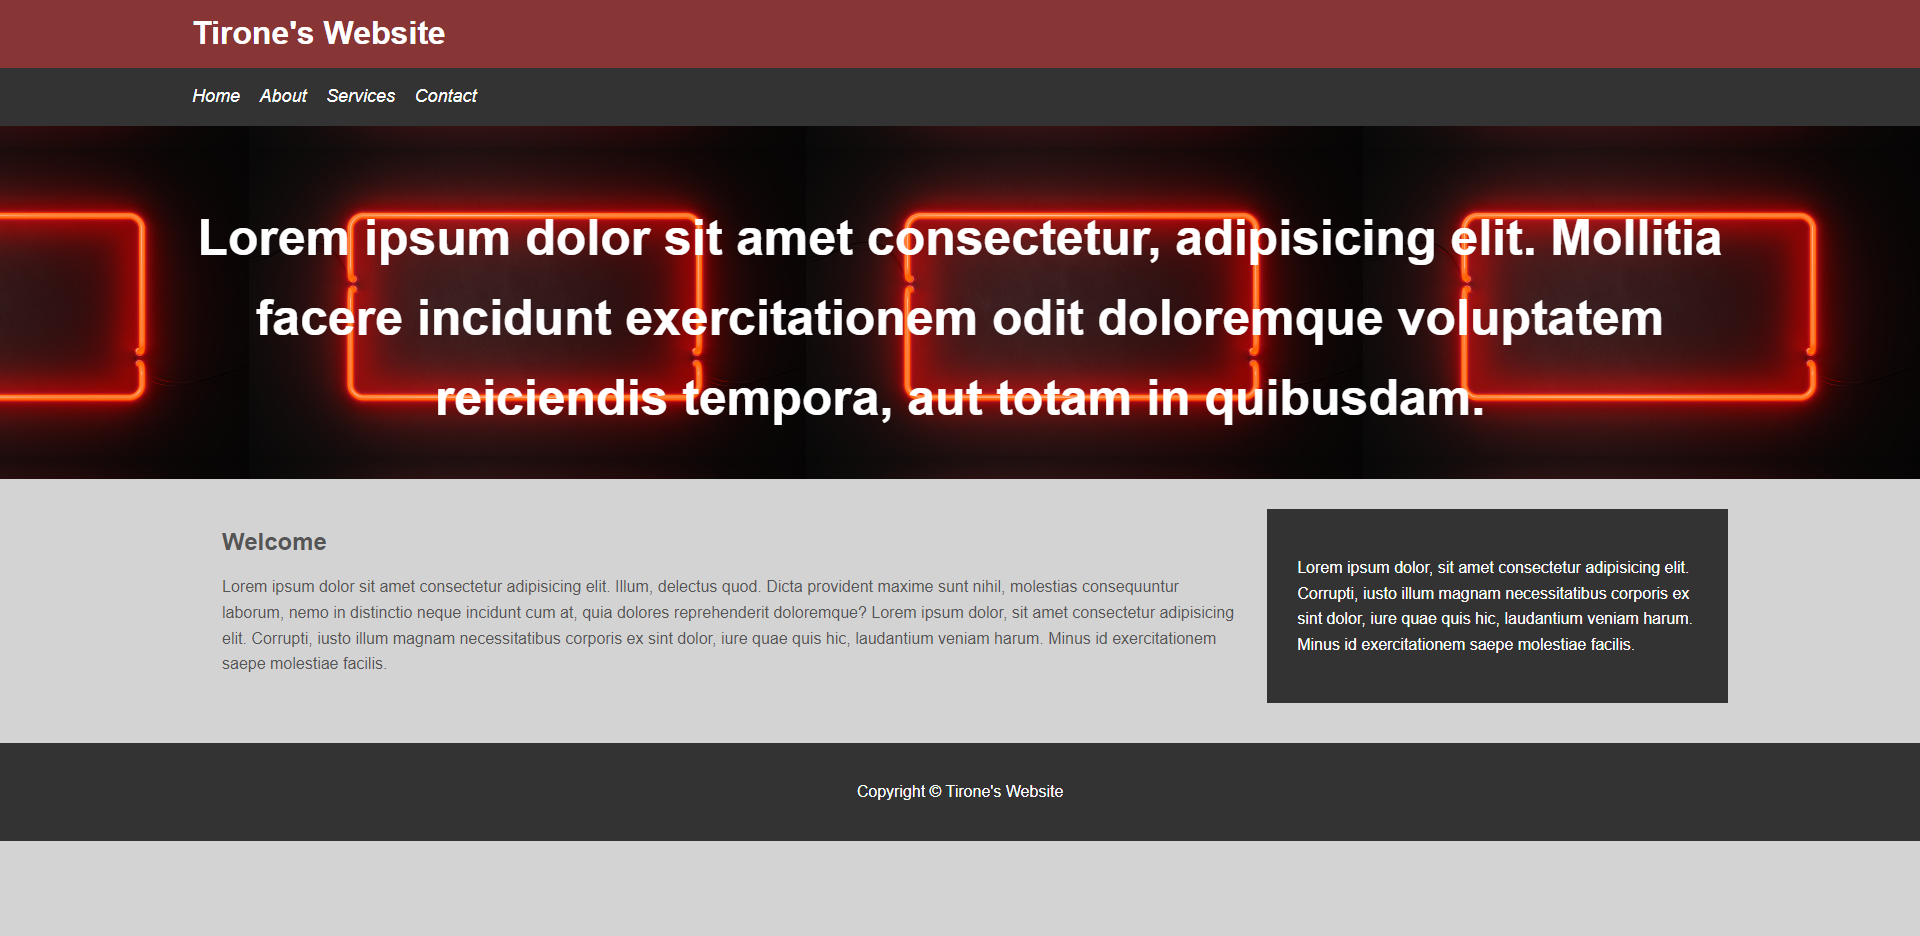 Tirone's Website
Home About Services Contact
Lorem ipsum dolor sit amet consectetur, adipisicing elit. Mollitia
facere incidunt exercitationem odit doloremque voluptatem
reiciendis tempora, aut totam in quibusdam.
Welcome
Lorem ipsum dolor sit amet consectetur adipisicing elit. Illum, delectus quod. Dicta provident maxime sunt nihil, molestias consequuntur
laborum, nemo in distinctio neque incidunt cum at, quia dolores reprehenderit doloremque? Lorem ipsum dolor, sit amet consectetur adipisicing
elit. Corrupti, iusto illum magnam necessitatibus corporis ex sint dolor, iure quae quis hic, laudantium veniam harum. Minus id exercitationem
saepe molestiae facilis.
Lorem ipsum dolor, sit amet consectetur adipisicing elit.
Corrupti, iusto illum magnam necessitatibus corporis ex
sint dolor, iure quae quis hic, laudantium veniam harum.
Minus id exercitationem saepe molestiae facilis.
Copyright © Tirone's Website